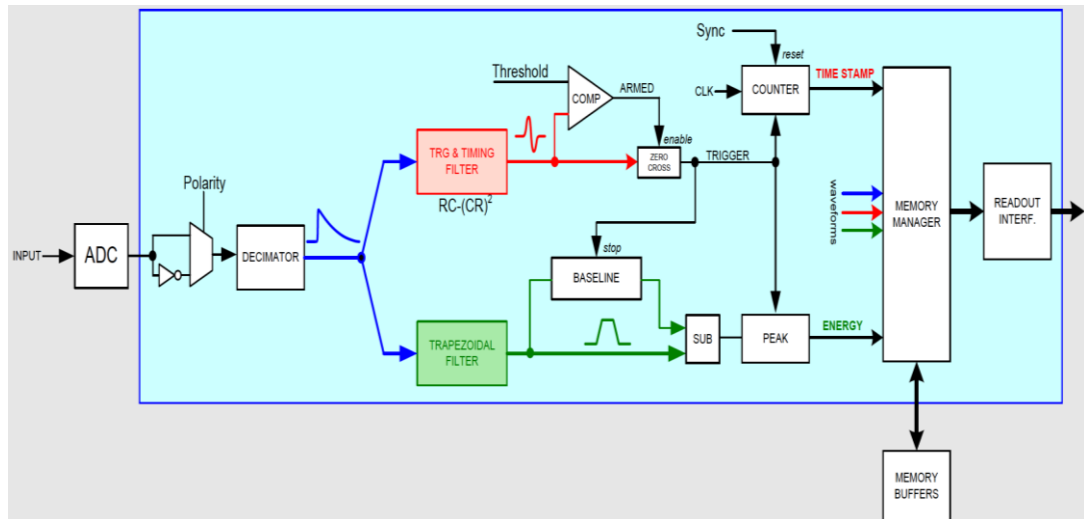 Sync
reset
Threshold
ARMED
COMP
CLK
COUNTER
TIME STAMP
enable
TRG & TIMING
FILTER
ZERO
CROSS
TRIGGER
RC-(CR)²
Polarity
waveforms
MEMORY
MANAGER
READOUT
INTERF.
INPUT
ADC
DECIMATOR
stop
BASELINE
TRAPEZOIDAL
FILTER
SUB
PEAK
ENERGY
MEMORY
BUFFERS